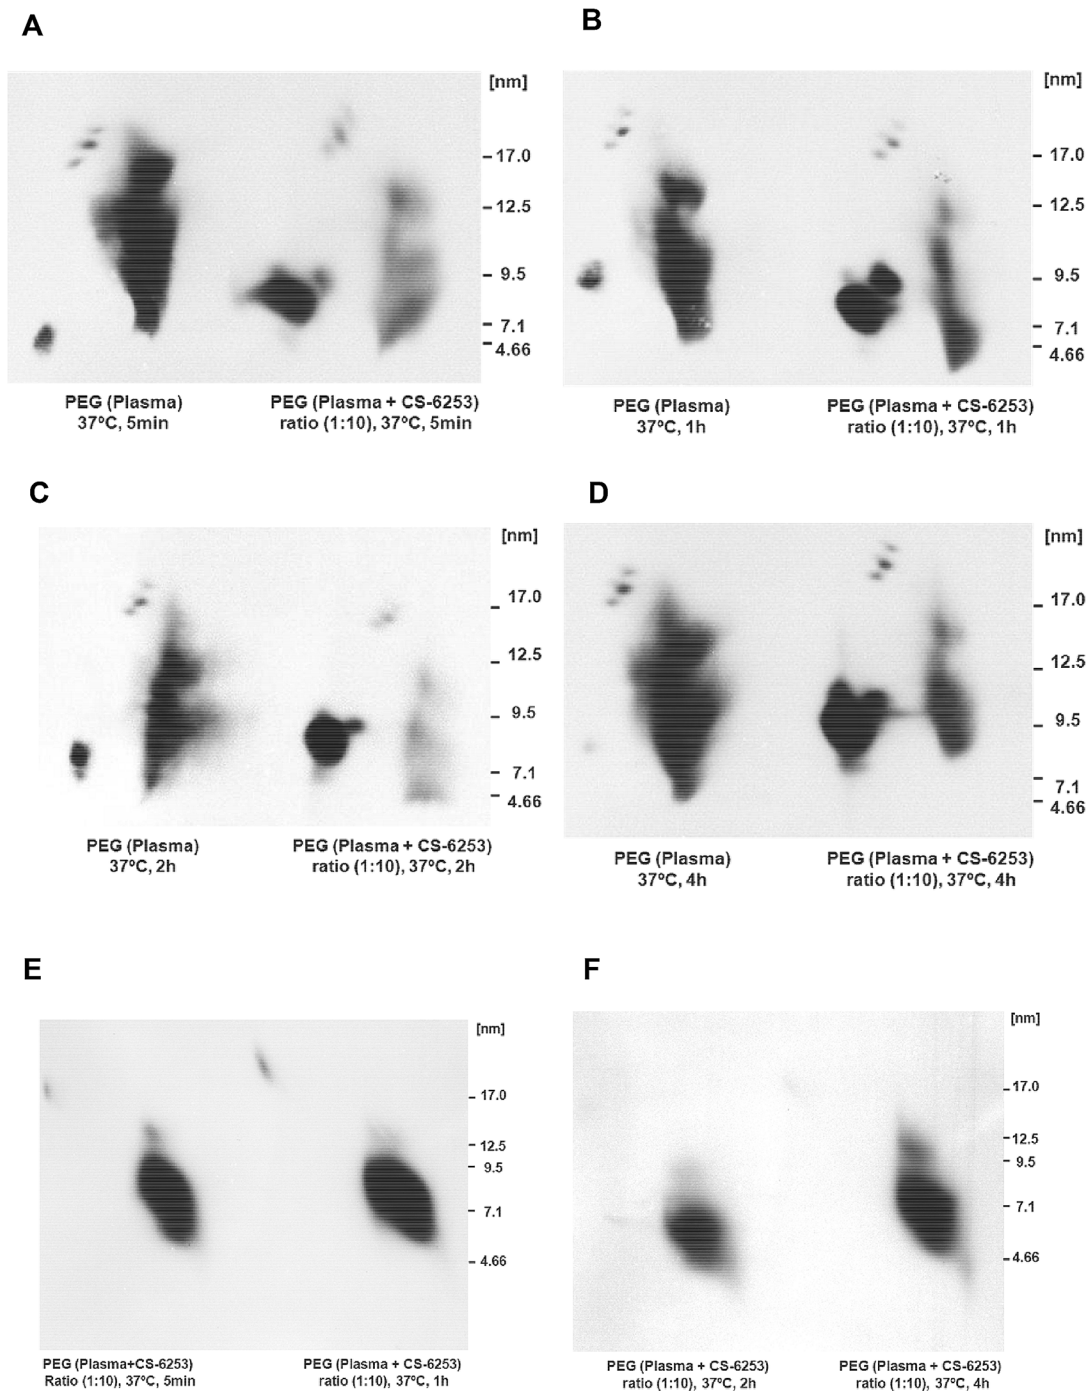 A
B
[nm]
17.0
12.5
9.5
7.1
4.66
PEG (Plasma)
37ºC, 5min
PEG (Plasma + CS-6253)
ratio (1:10), 37ºC, 5min
[nm]
17.0
12.5
9.5
7.1
4.66
PEG (Plasma)
37ºC, 1h
PEG (Plasma + CS-6253)
ratio (1:10), 37ºC, 1h
C
D
[nm]
17.0
12.5
9.5
7.1
4.66
PEG (Plasma)
37ºC, 2h
PEG (Plasma + CS-6253)
ratio (1:10), 37ºC, 2h
[nm]
17.0
12.5
9.5
7.1
4.66
PEG (Plasma)
37ºC, 4h
PEG (Plasma + CS-6253)
ratio (1:10), 37ºC, 4h
E
F
[nm]
17.0
12.5
9.5
7.1
4.66
PEG (Plasma+CS-6253)
Ratio (1:10), 37ºC, 5min
PEG (Plasma + CS-6253)
ratio (1:10), 37ºC, 1h
[nm]
17.0
12.5
9.5
7.1
4.66
PEG (Plasma + CS-6253)
ratio (1:10), 37ºC, 2h
PEG (Plasma + CS-6253)
ratio (1:10), 37ºC, 4h